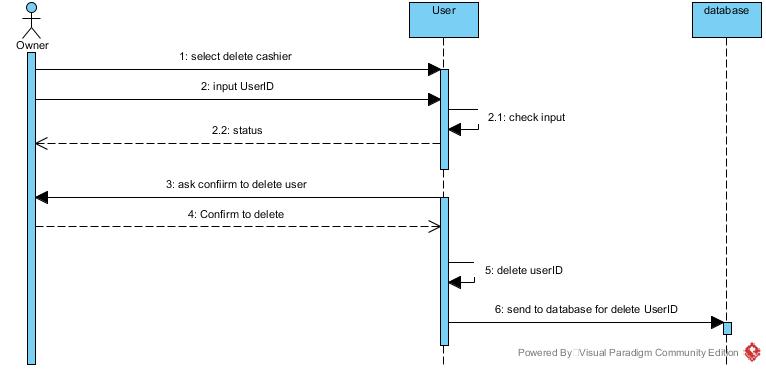 User
database
Owner
1: select delete cashier
2: input UserID
2.1: check input
2.2: status
3: ask confiirm to delete user
4: Confirm to delete
5: delete userID
6: send to database for delete UserID
Powered By Visual Paradigm Community Edition